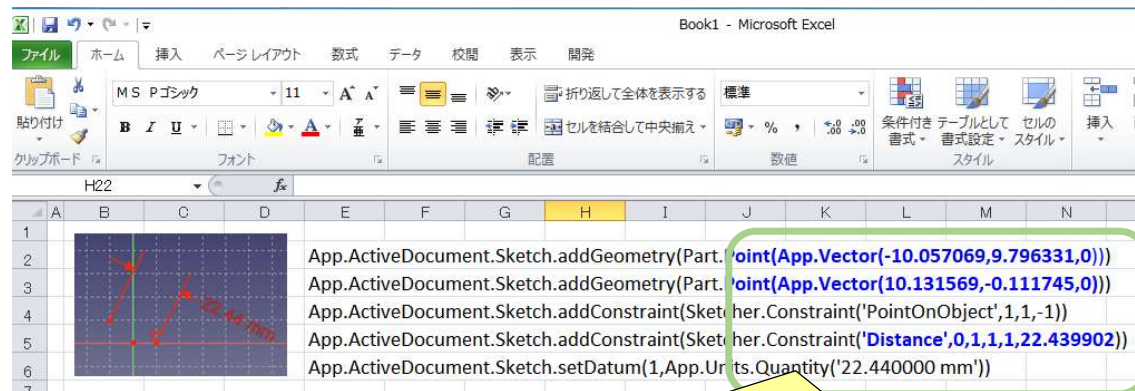 Book1 - Microsoft Excel
ファイル ホーム 挿入 ページ レイアウト 数式 データ 校閲 表示 開発
MS Pゴシック 11 A A 折り返して全体を表示する 標準
貼り付け B I U A 亜 セルを結合して中央揃え % , .0 .00 .00 .0 条件付き書式 テーブルとして書式設定 セルのスタイル 挿入
クリップボード フォント 配置 数値 スタイル
H22 fx
A B C D E F G H I J K L M N
1
2 App.ActiveDocument.Sketch.addGeometry(Part.Point(App.Vector(-10.057069,9.796331,0)))
3 App.ActiveDocument.Sketch.addGeometry(Part.Point(App.Vector(10.131569,-0.111745,0)))
4 App.ActiveDocument.Sketch.addConstraint(Sketcher.Constraint('PointOnObject',1,1,-1))
22.44 mm
5 App.ActiveDocument.Sketch.addConstraint(Sketcher.Constraint('Distance',0,1,1,1,22.439902))
6 App.ActiveDocument.Sketch.setDatum(1,App.Units.Quantity('22.440000 mm'))